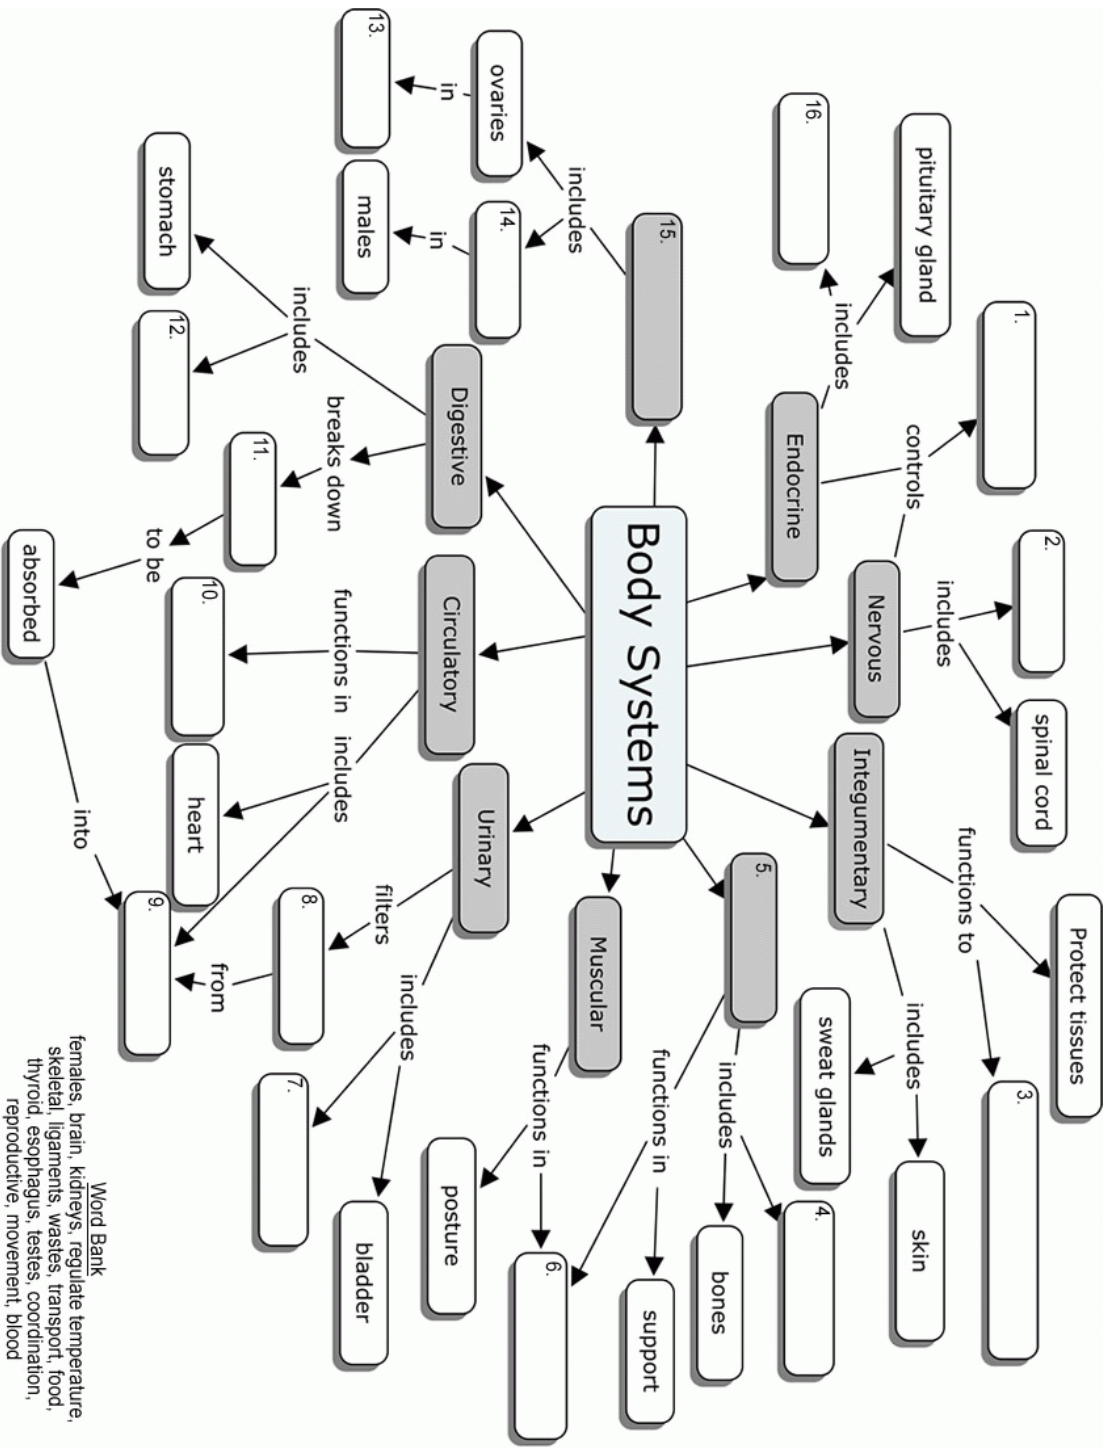 Body Systems
pituitary gland
16.
includes
Endocrine
1.
controls
Nervous
includes
2.
spinal cord
Integumentary
functions to
Protect tissues
3.
includes
sweat glands
skin
5.
includes
4.
bones
functions in
support
6.
Muscular
functions in
posture
Urinary
filters
8.
from
includes
bladder
7.
9.
Circulatory
functions in
includes
10.
heart
Digestive
includes
stomach
12.
breaks down
11.
to be
absorbed
into
15.
includes
ovaries
in
13.
14.
in
males
Word Bank
females, brain, kidneys, regulate temperature,
skeletal, ligaments, wastes, transport, food,
thyroid, esophagus, testes, coordination,
reproductive, movement, blood